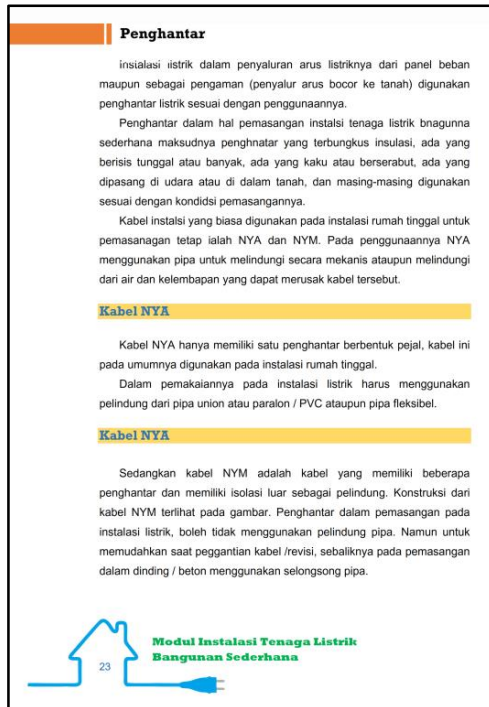 Penghantar
instalasi listrik dalam penyaluran arus listriknya dari panel beban
maupun sebagai pengaman (penyalur arus bocor ke tanah) digunakan
penghantar listrik sesuai dengan penggunaannya.
Penghantar dalam hal pemasangan instalsi tenaga listrik bnagunna
sederhana maksudnya penghnatar yang terbungkus insulasi, ada yang
berisis tunggal atau banyak, ada yang kaku atau berserabut, ada yang
dipasang di udara atau di dalam tanah, dan masing-masing digunakan
sesuai dengan kondidsi pemasangannya.
Kabel instalsi yang biasa digunakan pada instalasi rumah tinggal untuk
pemasanagan tetap ialah NYA dan NYM. Pada penggunaannya NYA
menggunakan pipa untuk melindungi secara mekanis ataupun melindungi
dari air dan kelembapan yang dapat merusak kabel tersebut.
Kabel NYA
Kabel NYA hanya memiliki satu penghantar berbentuk pejal, kabel ini
pada umumnya digunakan pada instalasi rumah tinggal.
Dalam pemakaiannya pada instalasi listrik harus menggunakan
pelindung dari pipa union atau paralon / PVC ataupun pipa fleksibel.
Kabel NYA
Sedangkan kabel NYM adalah kabel yang memiliki beberapa
penghantar dan memiliki isolasi luar sebagai pelindung. Konstruksi dari
kabel NYM terlihat pada gambar. Penghantar dalam pemasangan pada
instalasi listrik, boleh tidak menggunakan pelindung pipa. Namun untuk
memudahkan saat peggantian kabel /revisi, sebaliknya pada pemasangan
dalam dinding / beton menggunakan selongsong pipa.
Modul Instalasi Tenaga Listrik
Bangunan Sederhana
23